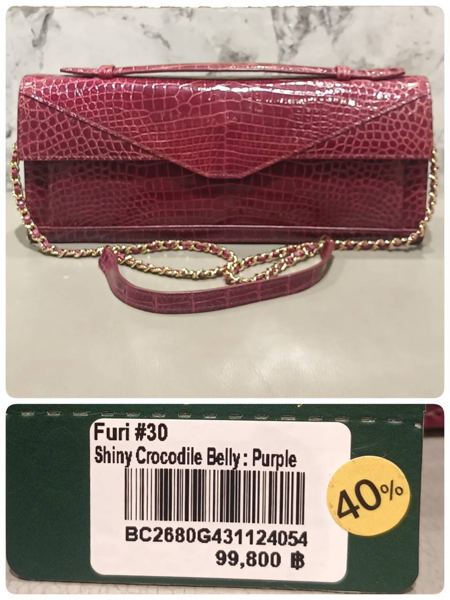 Furi #30
Shiny Crocodile Belly : Purple
BC2680G431124054
99,800 ฿
40%